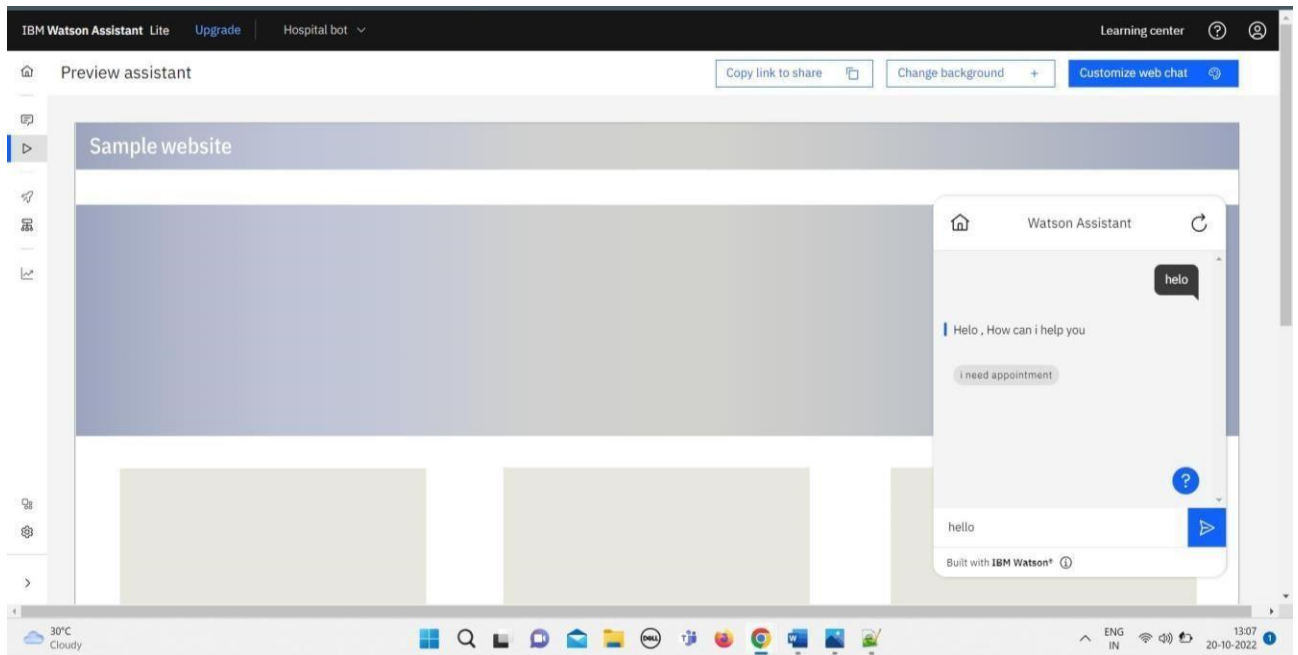 IBM Watson Assistant Lite Upgrade Hospital bot Learning center
Preview assistant Copy link to share Change background + Customize web chat
Sample website
Watson Assistant
helo
Helo , How can i help you
i need appointment
?
hello
Built with IBM Watson®
30°C
Cloudy
DELL
ENG
IN
13:07
20-10-2022
1